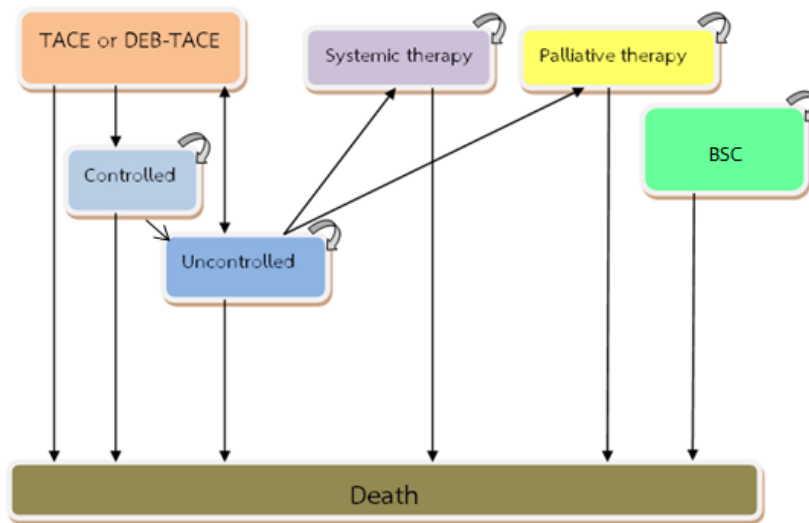 TACE or DEB-TACE
Systemic therapy
Palliative therapy
BSC
Controlled
Uncontrolled
Death